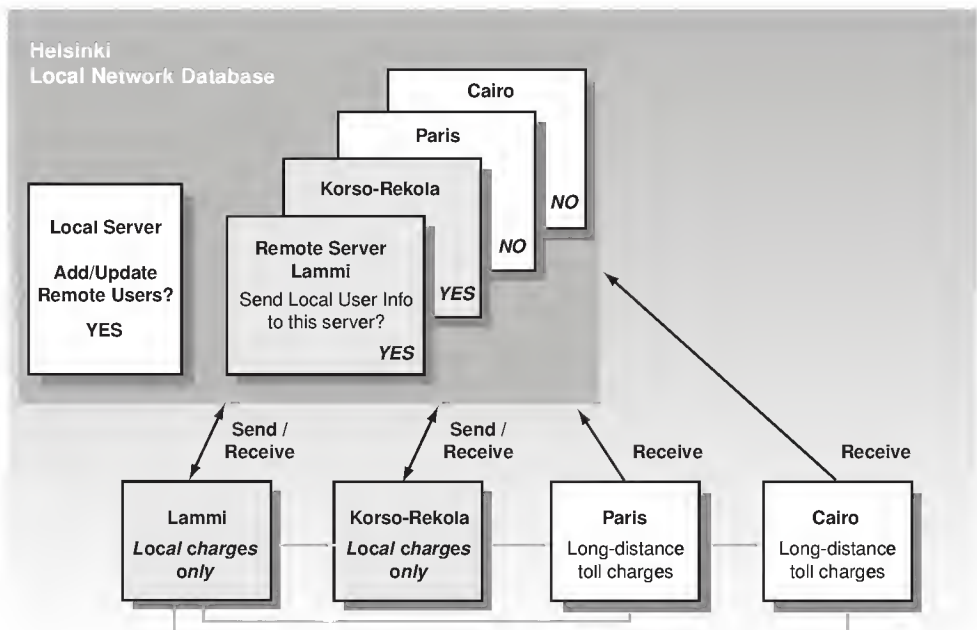 Helsinki
Local Network Database
Cairo
NO
Paris
NO
Korso-Rekola
YES
Remote Server
Lammi
Send Local User Info
to this server?
YES
Local Server
Add/Update
Remote Users?
YES
Send /
Receive
Send /
Receive
Receive
Receive
Lammi
Local charges
only
Korso-Rekola
Local charges
only
Paris
Long-distance
toll charges
Cairo
Long-distance
toll charges